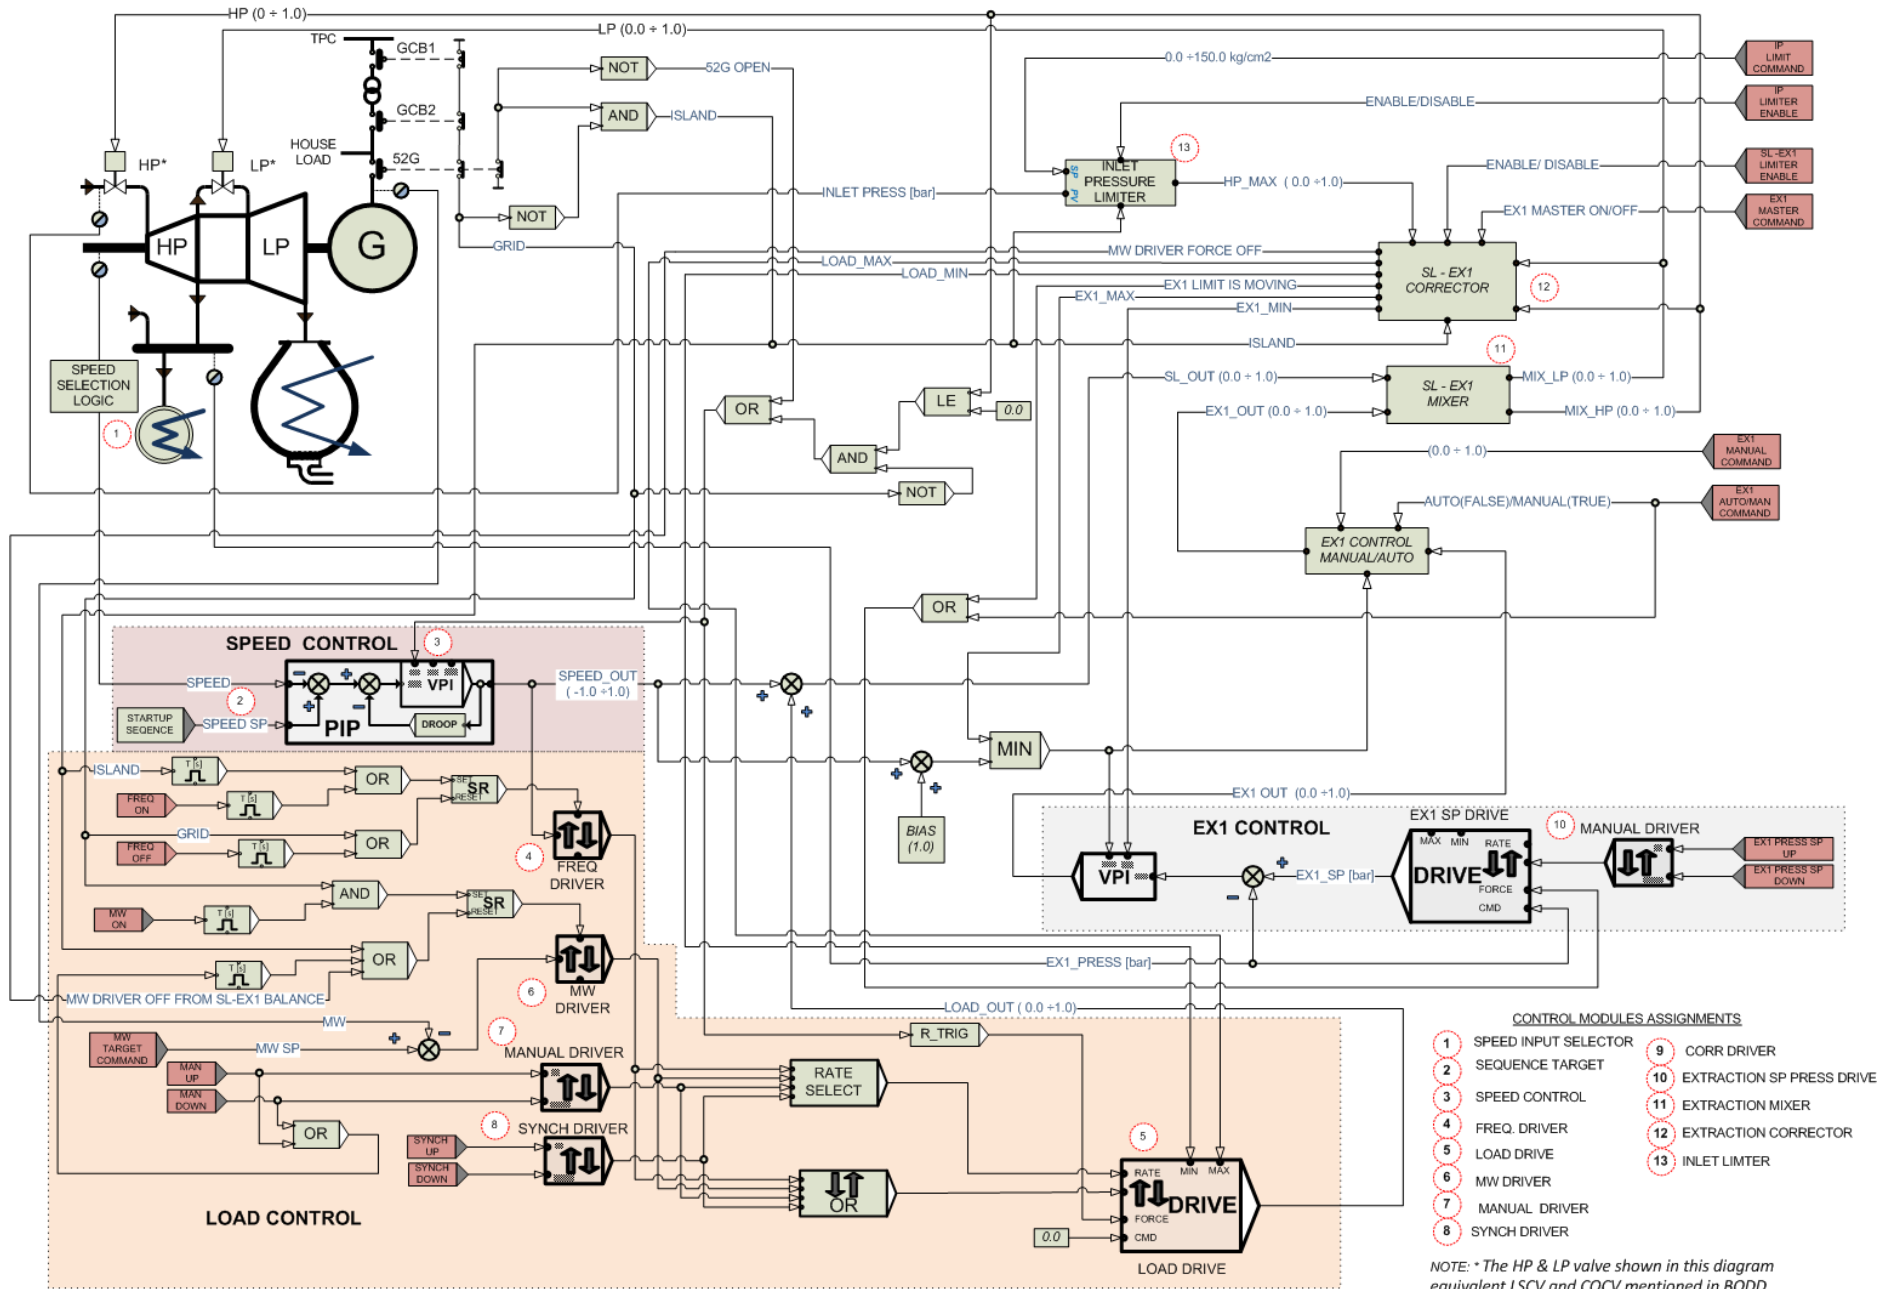 HP (0 ÷ 1.0)
LP (0.0 ÷ 1.0)
TPC
GCB1
GCB2
HOUSE
LOAD
52G
HP*
LP*
HP
LP
G
NOT
52G OPEN
AND
ISLAND
NOT
GRID
0.0 ÷150.0 kg/cm2
IP
LIMIT
COMMAND
ENABLE/DISABLE
IP
LIMITER
ENABLE
13
SP
PV
INLET
PRESSURE
LIMITER
INLET PRESS [bar]
HP_MAX ( 0.0 ÷1.0)
ENABLE/ DISABLE
SL -EX1
LIMITER
ENABLE
EX1 MASTER ON/OFF
EX1
MASTER
COMMAND
MW DRIVER FORCE OFF
LOAD_MAX
LOAD_MIN
EX1 LIMIT IS MOVING
EX1_MAX
EX1_MIN
ISLAND
SL - EX1
CORRECTOR
12
11
SL_OUT (0.0 ÷ 1.0)
EX1_OUT (0.0 ÷ 1.0)
SL - EX1
MIXER
MIX_LP (0.0 ÷ 1.0)
MIX_HP (0.0 ÷ 1.0)
SPEED
SELECTION
LOGIC
1
OR
LE
0.0
AND
NOT
(0.0 ÷ 1.0)
EX1
MANUAL
COMMAND
AUTO(FALSE)/MANUAL(TRUE)
EX1
AUTO/MAN
COMMAND
EX1 CONTROL
MANUAL/AUTO
OR
SPEED CONTROL
3
SPEED
2
STARTUP
SEQENCE
SPEED SP
PIP
VPI
DROOP
SPEED_OUT
( -1.0 ÷1.0)
MIN
BIAS
(1.0)
ISLAND
T [s]
OR
SET
SR
RESET
FREQ
ON
T [s]
GRID
OR
FREQ
OFF
T [s]
4
FREQ
DRIVER
AND
SET
SR
RESET
MW
ON
T [s]
OR
T [s]
MW DRIVER OFF FROM SL-EX1 BALANCE
6
MW
DRIVER
MW
MW
TARGET
COMMAND
MW SP
7
MANUAL DRIVER
MAN
UP
MAN
DOWN
OR
8
SYNCH DRIVER
SYNCH
UP
SYNCH
DOWN
LOAD CONTROL
EX1 OUT (0.0 ÷1.0)
EX1 CONTROL
VPI
EX1_SP [bar]
EX1 SP DRIVE
MAX
MIN
RATE
DRIVE
FORCE
CMD
10
MANUAL DRIVER
EX1 PRESS SP
UP
EX1 PRESS SP
DOWN
EX1_PRESS [bar]
LOAD_OUT ( 0.0 ÷1.0)
R_TRIG
RATE
SELECT
OR
5
RATE
MIN
MAX
DRIVE
FORCE
CMD
0.0
LOAD DRIVE
CONTROL MODULES ASSIGNMENTS
1 SPEED INPUT SELECTOR
2 SEQUENCE TARGET
3 SPEED CONTROL
4 FREQ. DRIVER
5 LOAD DRIVE
6 MW DRIVER
7 MANUAL DRIVER
8 SYNCH DRIVER
9 CORR DRIVER
10 EXTRACTION SP PRESS DRIVE
11 EXTRACTION MIXER
12 EXTRACTION CORRECTOR
13 INLET LIMTER
NOTE: * The HP & LP valve shown in this diagram
equivalent LSCV and COCV mentioned in BODD